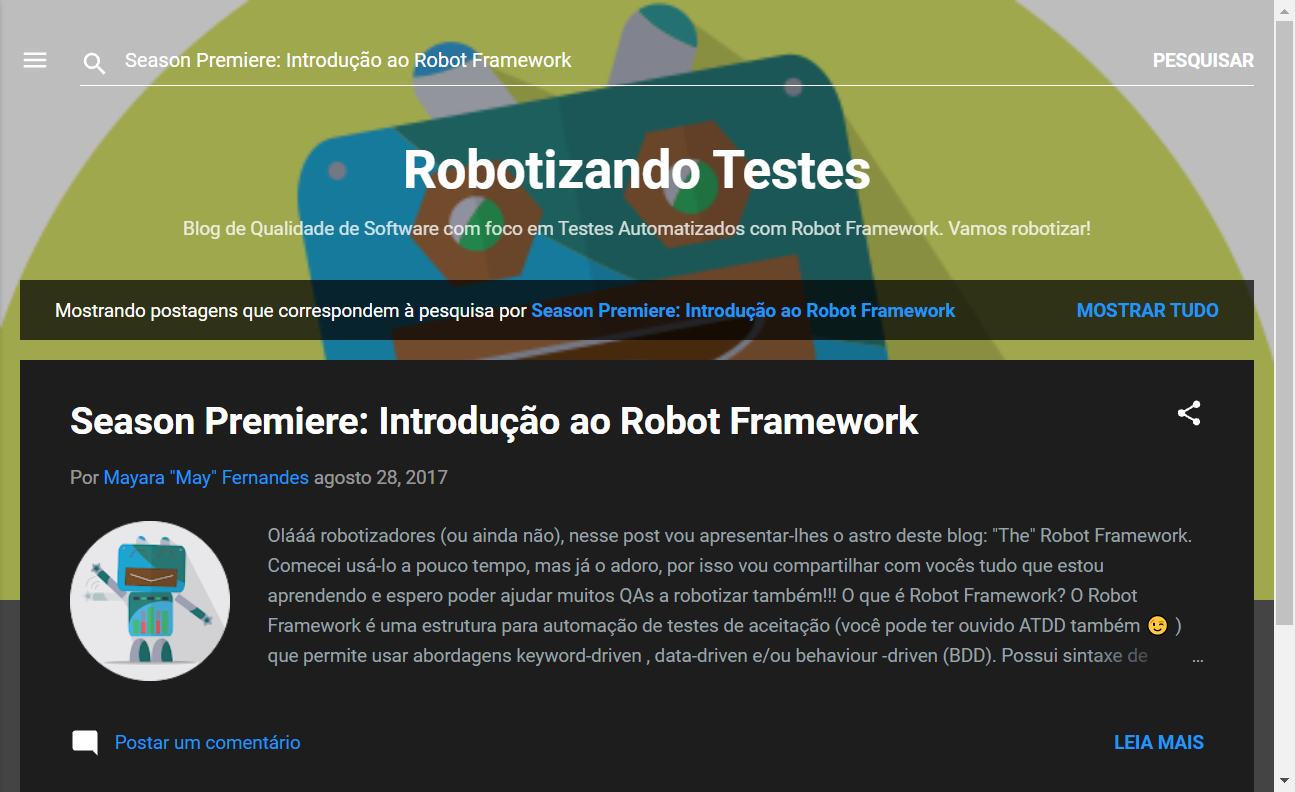 Season Premiere: Introdução ao Robot Framework
PESQUISAR
Robotizando Testes
Blog de Qualidade de Software com foco em Testes Automatizados com Robot Framework. Vamos robotizar!
Mostrando postagens que correspondem à pesquisa por Season Premiere: Introdução ao Robot Framework
MOSTRAR TUDO
Season Premiere: Introdução ao Robot Framework
Por Mayara "May" Fernandes agosto 28, 2017
Olááá robotizadores (ou ainda não), nesse post vou apresentar-lhes o astro deste blog: "The" Robot Framework.
Comecei usá-lo a pouco tempo, mas já o adoro, por isso vou compartilhar com vocês tudo que estou
aprendendo e espero poder ajudar muitos QAs a robotizar também!!! O que é Robot Framework? O Robot
Framework é uma estrutura para automação de testes de aceitação (você pode ter ouvido ATDD também 😉 )
que permite usar abordagens keyword-driven , data-driven e/ou behaviour -driven (BDD). Possui sintaxe de ...
Postar um comentário
LEIA MAIS